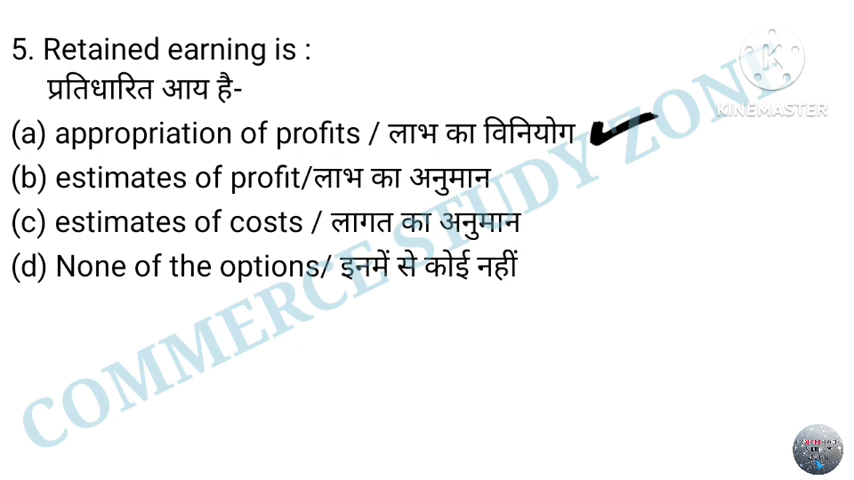 5. Retained earning is :
प्रतिधारित आय है-
(a) appropriation of profits / लाभ का विनियोग
(b) estimates of profit/लाभ का अनुमान
(c) estimates of costs / लागत का अनुमान
(d) None of the options/ इनमें से कोई नहीं
COMMERCE STUDY ZONE
KINEMASTER